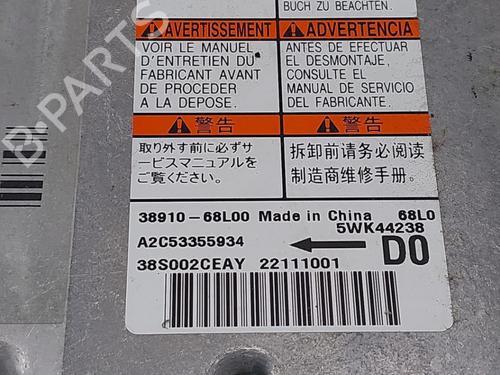 BUCH ZU BEACHTEN.
AVERTISSEMENT
VOIR LE MANUEL
D'ENTRETIEN DU
FABRICANT AVANT
DE PROCEDER
A LA DEPOSE.
ADVERTENCIA
ANTES DE EFECTUAR
EL DESMONTAJE,
CONSULTE EL
MANUAL DE SERVICIO
DEL FABRICANTE.
警告
取り外す前に必ずサ
ービスマニュアルを
ご覧ください。
警告
拆卸前请务必阅读
制造商维修手册。
38910-68L00 Made in China 68L0
5WK44238
A2C53355934
D0
38S002CEAY 22111001
B-PARTS